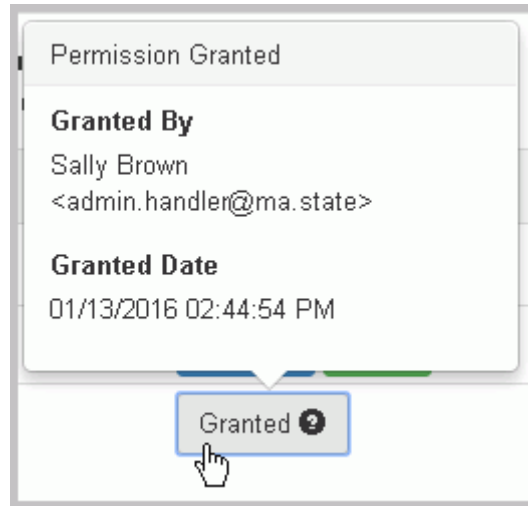 Permission Granted
Granted By
Sally Brown
<admin.handler@ma.state>
Granted Date
01/13/2016 02:44:54 PM
Granted